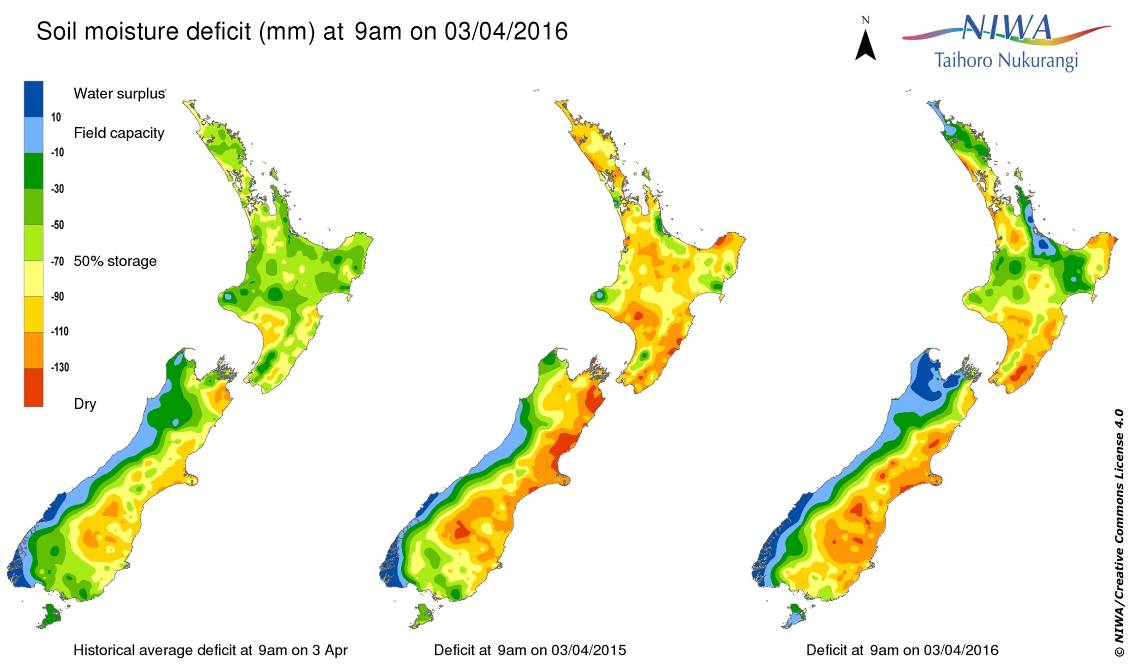 Soil moisture deficit (mm) at 9am on 03/04/2016
N
NIWA
Taihoro Nukurangi
Water surplus
10
Field capacity
-10
-30
-50
-70
50% storage
-90
-110
-130
Dry
Historical average deficit at 9am on 3 Apr
Deficit at 9am on 03/04/2015
Deficit at 9am on 03/04/2016
© NIWA/Creative Commons License 4.0